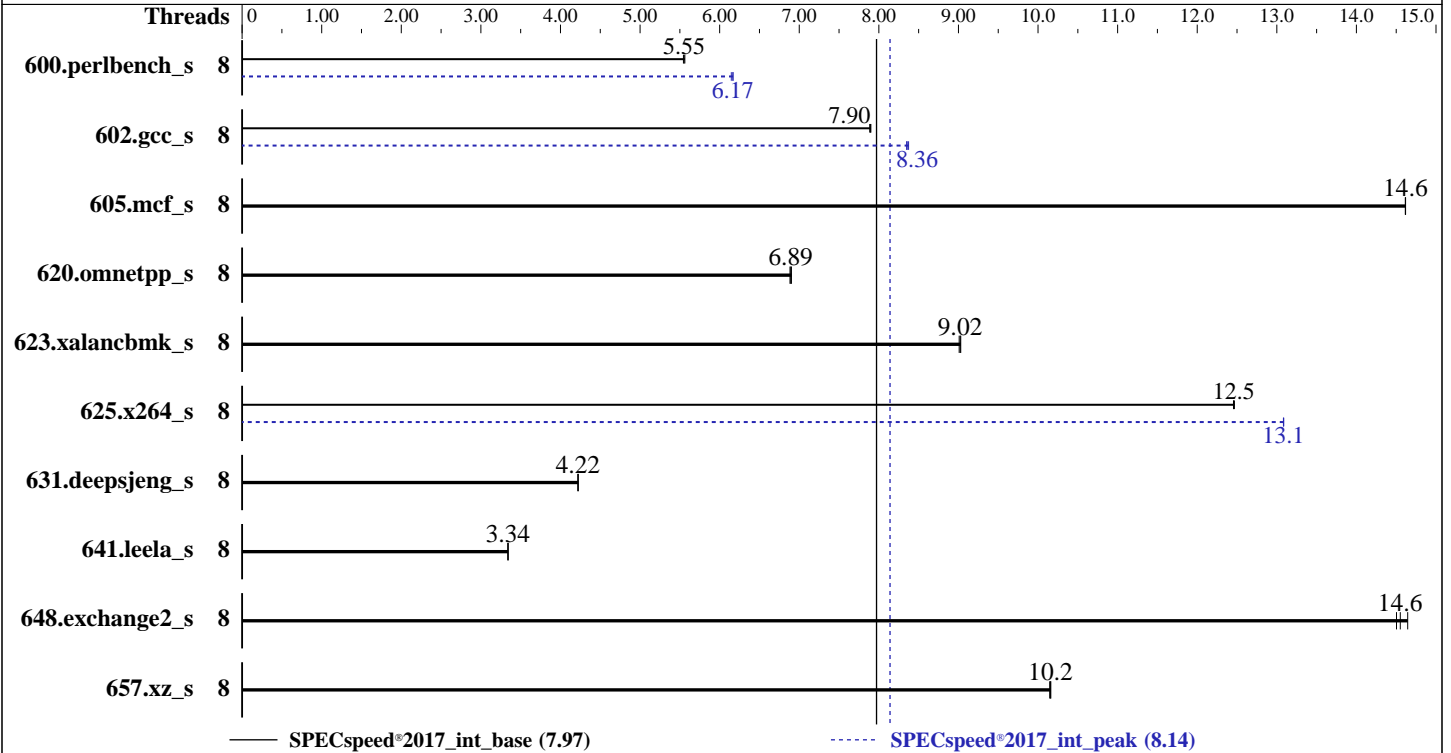 Threads 0 1.00 2.00 3.00 4.00 5.00 6.00 7.00 8.00 9.00 10.0 11.0 12.0 13.0 14.0 15.0
5.55
600.perlbench_s 8
6.17
7.90
602.gcc_s 8
8.36
14.6
605.mcf_s 8
6.89
620.omnetpp_s 8
9.02
623.xalancbmk_s 8
12.5
625.x264_s 8
13.1
4.22
631.deepsjeng_s 8
3.34
641.leela_s 8
14.6
648.exchange2_s 8
10.2
657.xz_s 8
SPECspeed®2017_int_base (7.97) SPECspeed®2017_int_peak (8.14)